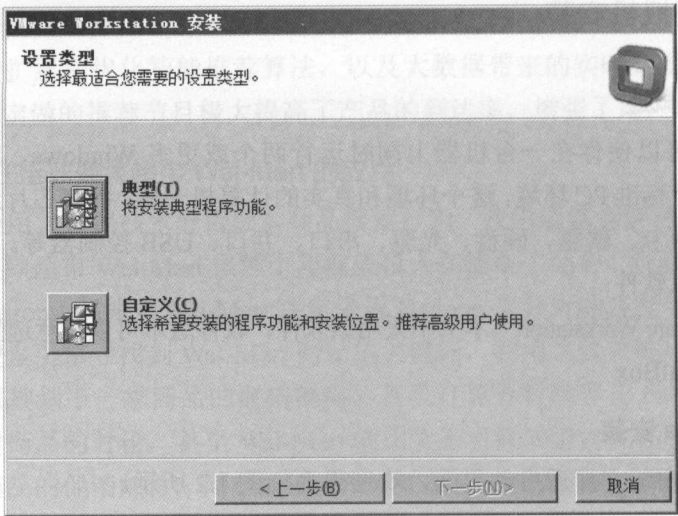 VMware Workstation 安装
设置类型
选择最适合您需要的设置类型。
典型(T)
将安装典型程序功能。
自定义(C)
选择希望安装的程序功能和安装位置。推荐高级用户使用。
<上一步(B)
下一步(N)>
取消